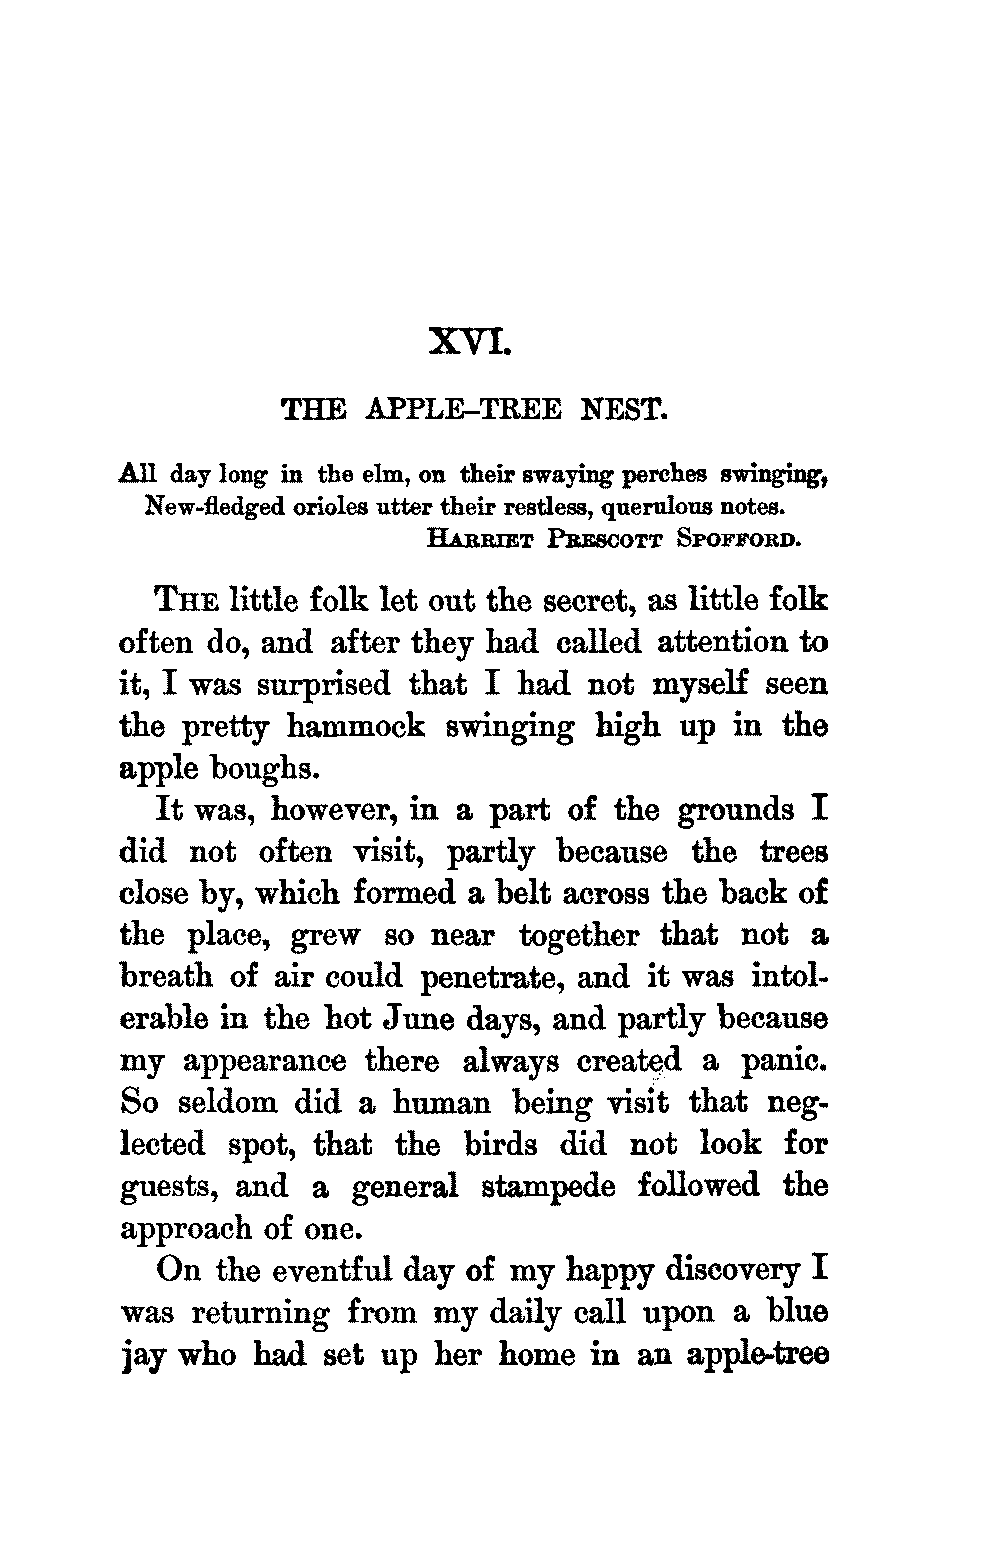 XVI.
THE APPLE-TREE NEST.
All day long in the elm, on their swaying perches swinging,
New-fledged orioles utter their restless, querulous notes.
HARRIET PRESCOTT SPOFFORD.
THE little folk let out the secret, as little folk
often do, and after they had called attention to
it, I was surprised that I had not myself seen
the pretty hammock swinging high up in the
apple boughs.
It was, however, in a part of the grounds I
did not often visit, partly because the trees
close by, which formed a belt across the back of
the place, grew so near together that not a
breath of air could penetrate, and it was intol-
erable in the hot June days, and partly because
my appearance there always created a panic.
So seldom did a human being visit that neg-
lected spot, that the birds did not look for
guests, and a general stampede followed the
approach of one.
On the eventful day of my happy discovery I
was returning from my daily call upon a blue
jay who had set up her home in an apple-tree